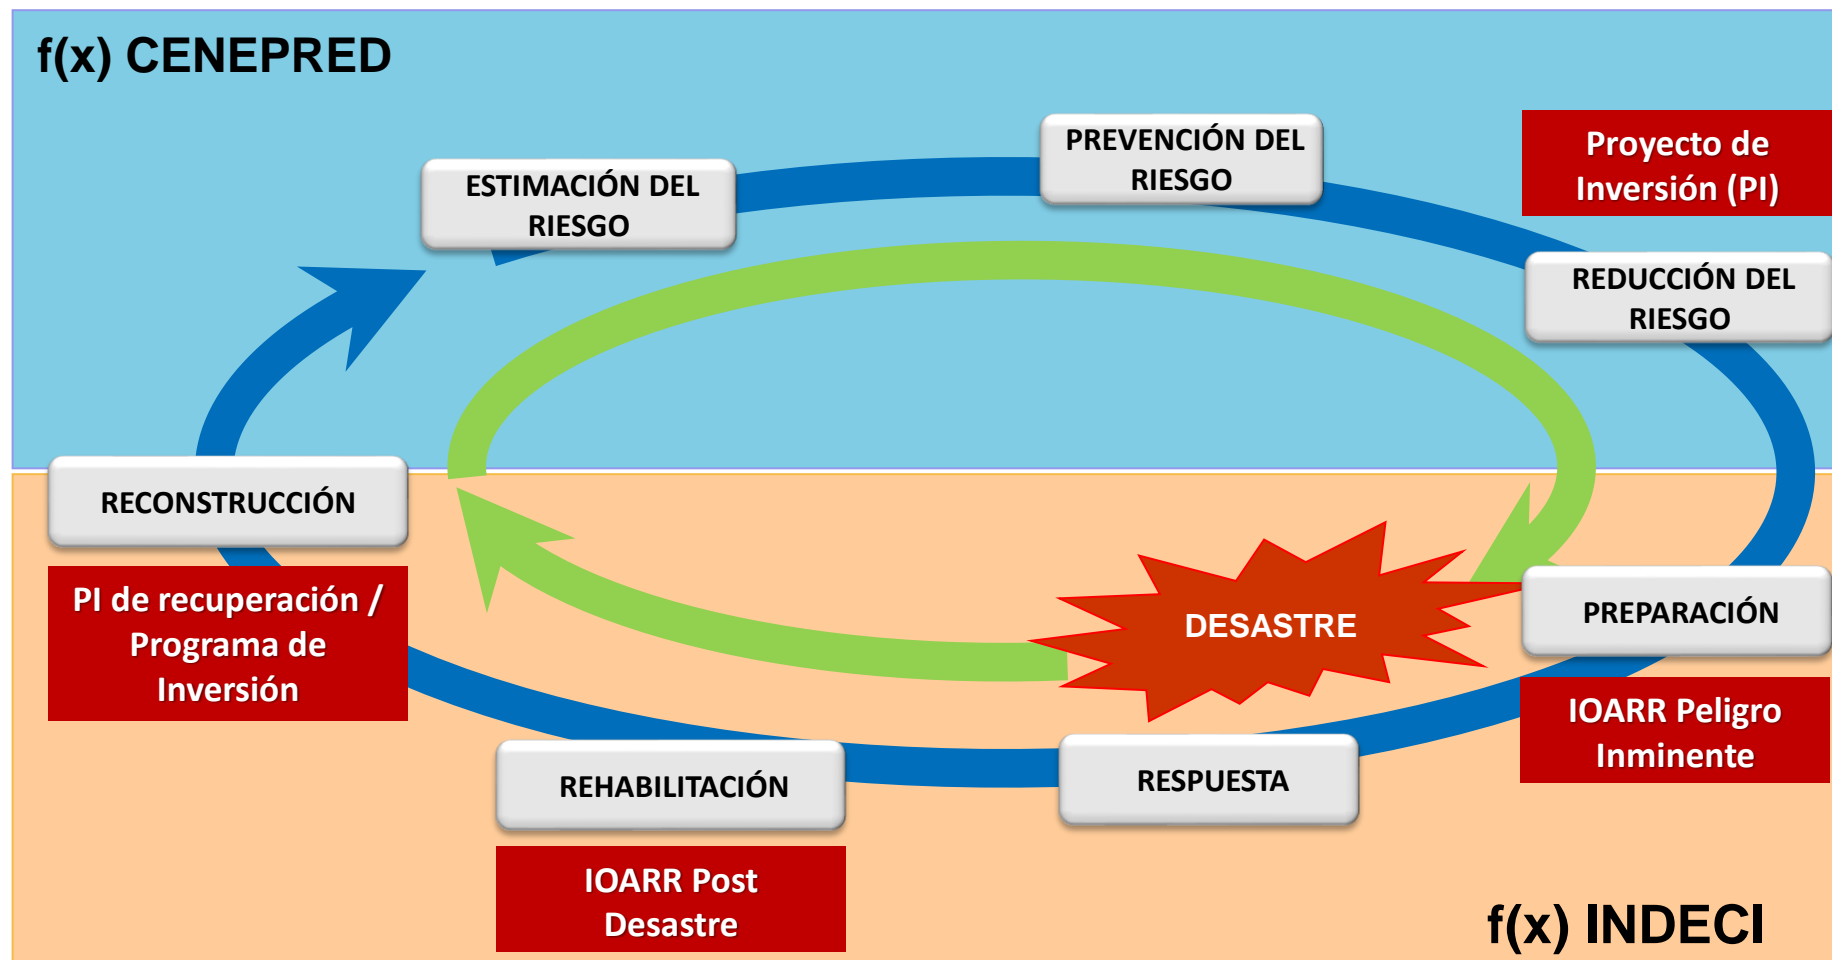 f(x) CENEPRED
PREVENCIÓN DEL
RIESGO
Proyecto de
Inversión (PI)
ESTIMACIÓN DEL
RIESGO
REDUCCIÓN DEL
RIESGO
RECONSTRUCCIÓN
PI de recuperación /
Programa de
Inversión
DESASTRE
PREPARACIÓN
IOARR Peligro
Inminente
REHABILITACIÓN
RESPUESTA
IOARR Post
Desastre
f(x) INDECI